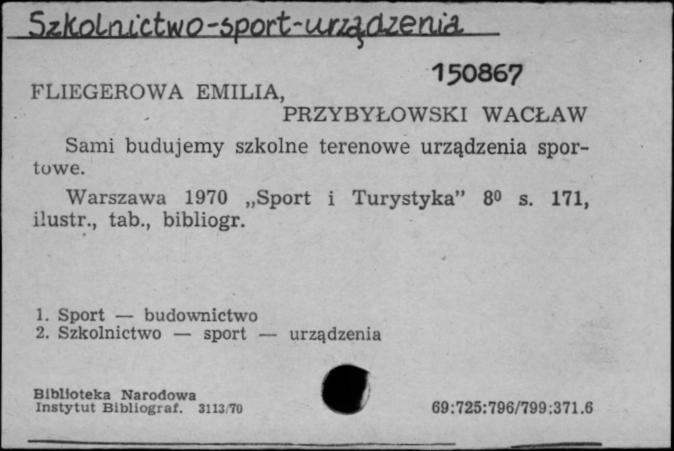 Szkolnictwo-sport-urządzenia
150867
FLIEGEROWA EMILIA,
PRZYBYŁOWSKI WACŁAW
Sami budujemy szkolne terenowe urządzenia spor-
towe.
Warszawa 1970 „Sport i Turystyka” 8⁰ s. 171,
ilustr., tab., bibliogr.
1. Sport — budownictwo
2. Szkolnictwo — sport — urządzenia
Biblioteka Narodowa
Instytut Bibliograf. 3113/70
69:725:796/799:371.6